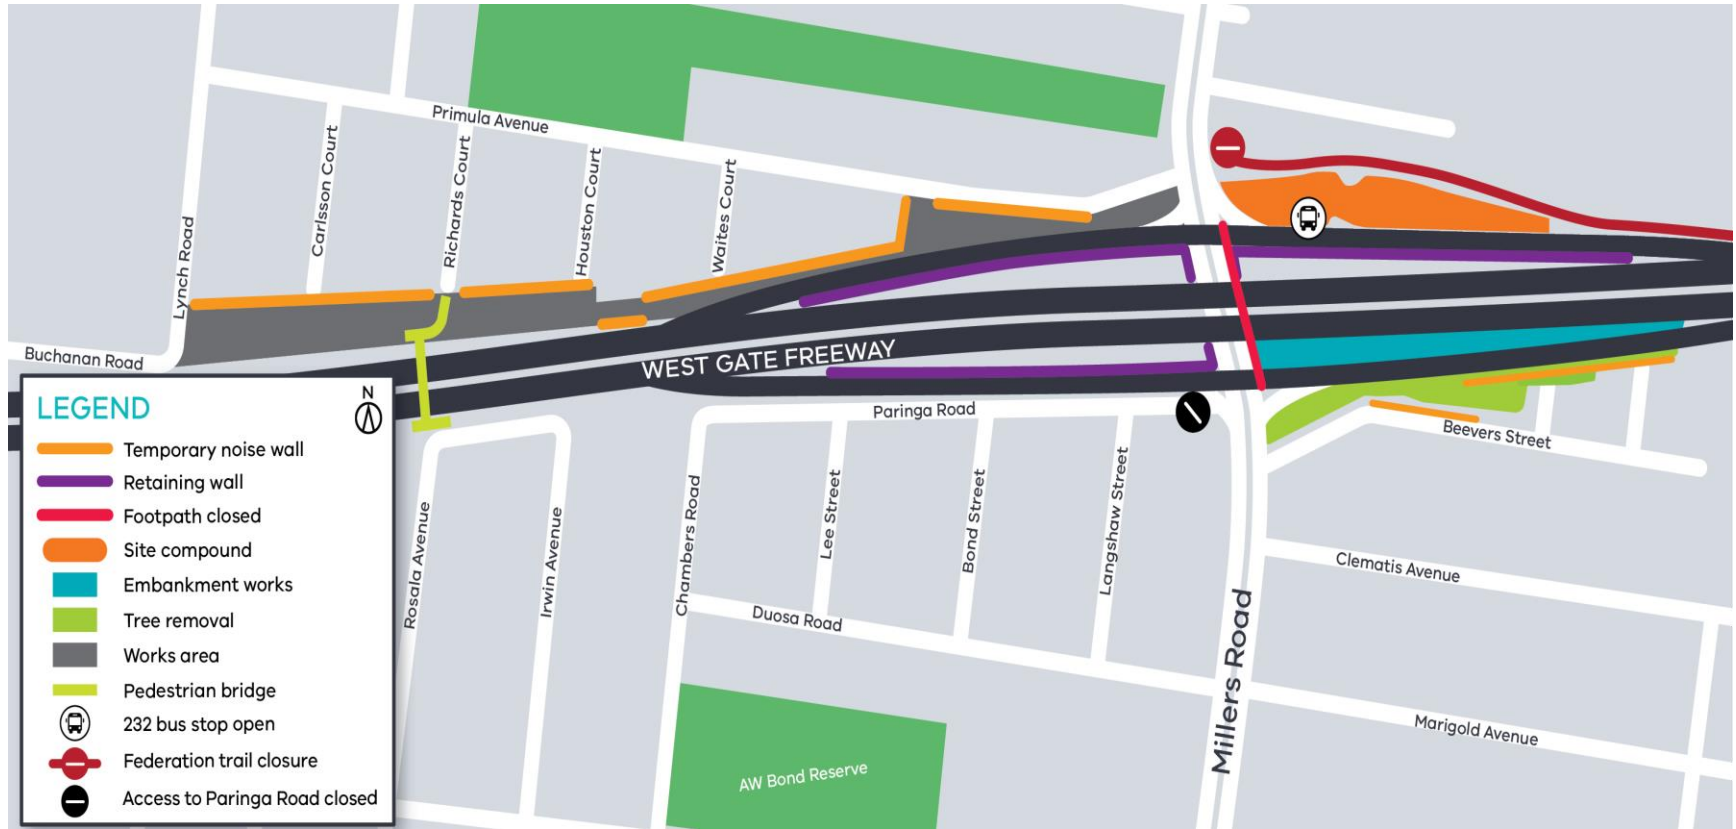 Primula Avenue
Carlsson Court
Richards Court
Houston Court
Waites Court
Lynch Road
Buchanan Road
WEST GATE FREEWAY
Paringa Road
Beevers Street
Rosala Avenue
Irwin Avenue
Chambers Road
Lee Street
Bond Street
Langshaw Street
Clematis Avenue
Duosa Road
Millers Road
Marigold Avenue
AW Bond Reserve
N
LEGEND
Temporary noise wall
Retaining wall
Footpath closed
Site compound
Embankment works
Tree removal
Works area
Pedestrian bridge
232 bus stop open
Federation trail closure
Access to Paringa Road closed